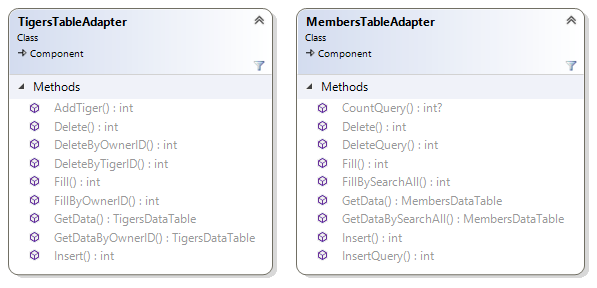 TigersTableAdapter
Class
Component
Methods
AddTiger() : int
Delete() : int
DeleteByOwnerID() : int
DeleteByTigerID() : int
Fill() : int
FillByOwnerID() : int
GetData() : TigersDataTable
GetDataByOwnerID() : TigersDataTable
Insert() : int
MembersTableAdapter
Class
Component
Methods
CountQuery() : int?
Delete() : int
DeleteQuery() : int
Fill() : int
FillBySearchAll() : int
GetData() : MembersDataTable
GetDataBySearchAll() : MembersDataTable
Insert() : int
InsertQuery() : int